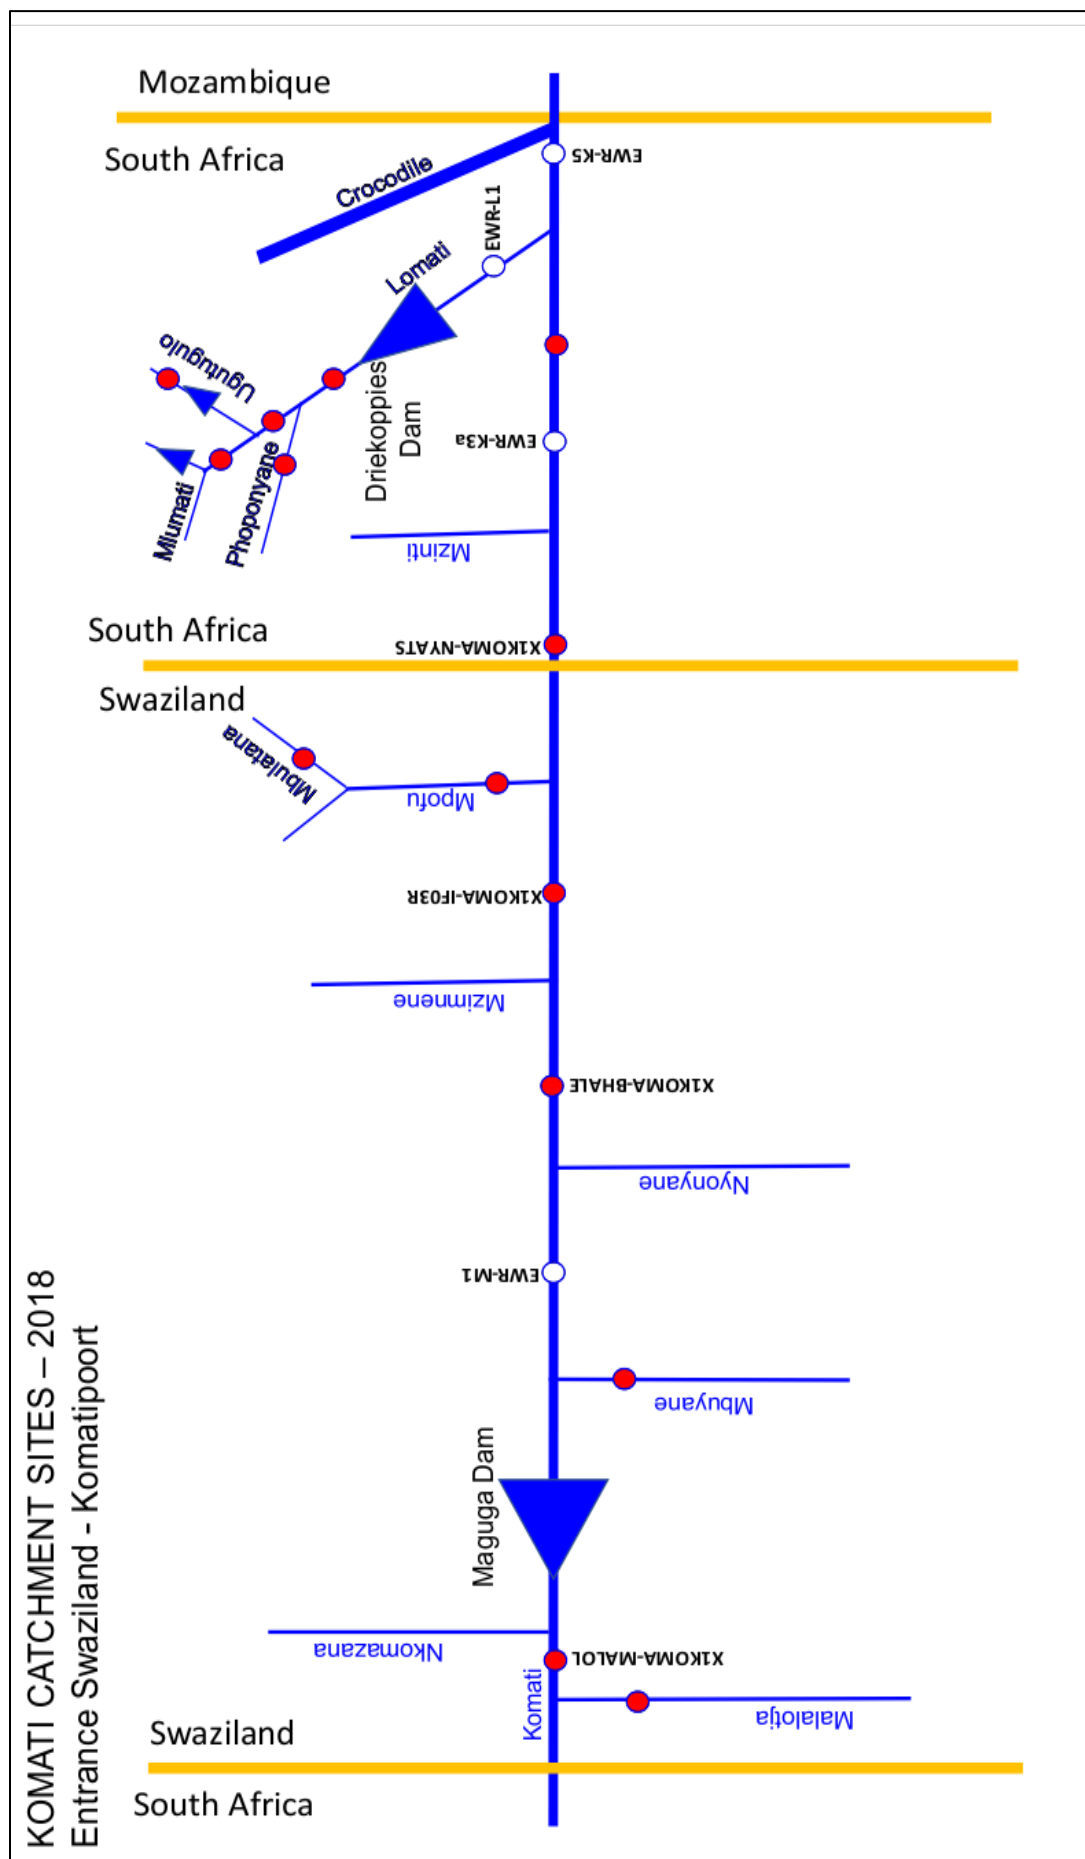 Mozambique
South Africa
EWR-K5
Crocodile
EWR-L1
Lomati
Ugutugulo
Driekoppies
Dam
EWR-K3a
Phoponyane
Mlumati
Mzinti
South Africa
X1KOMA-NYATS
Swaziland
Mbulatana
Mpofu
X1KOMA-IF03R
Mzimnene
X1KOMA-BHALE
Nyonyane
EWR-M1
Mbuyane
Maguga Dam
Nkomazana
X1KOMA-MALOL
Komati
Malalotja
Swaziland
South Africa
KOMATI CATCHMENT SITES – 2018
Entrance Swaziland - Komatipoort